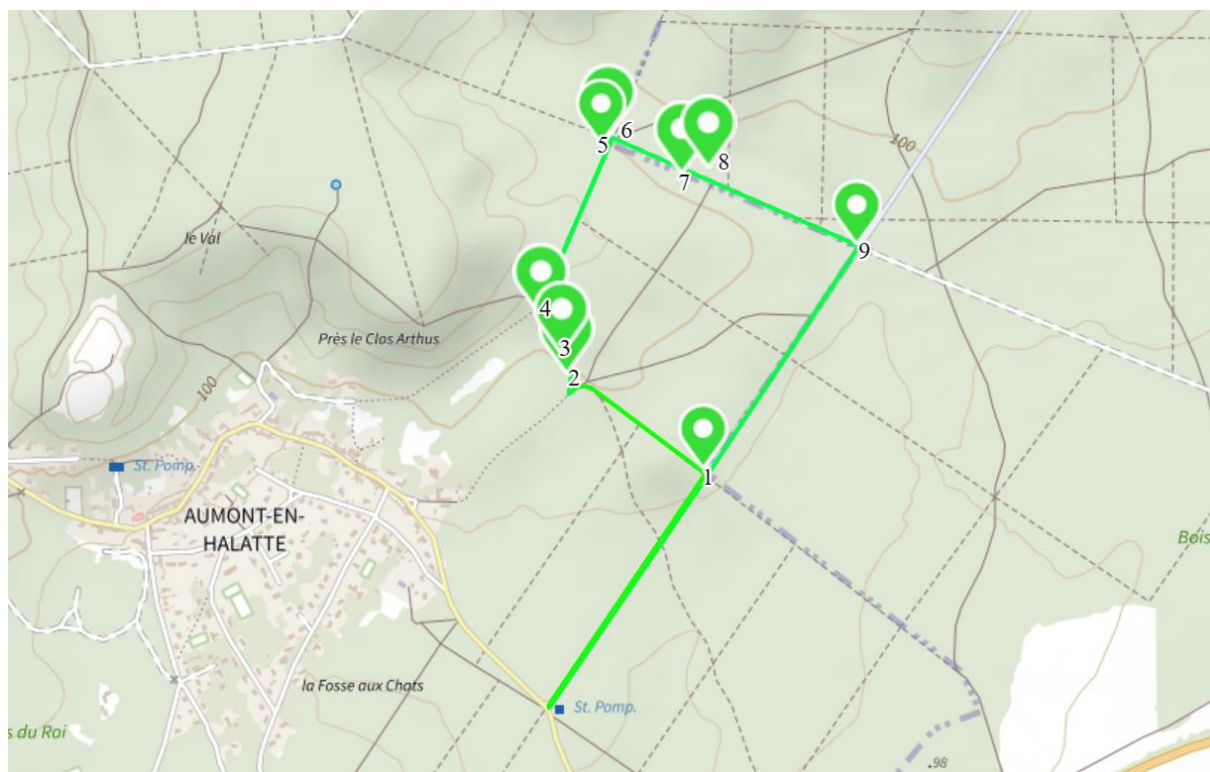 100
6
5
8
7
le Val
9
4
Près le Clos Arthus
3
2
100
St. Pomp.
1
AUMONT-EN-
HALATTE
Bois
la Fosse aux Chats
St. Pomp.
s du Roi
.98